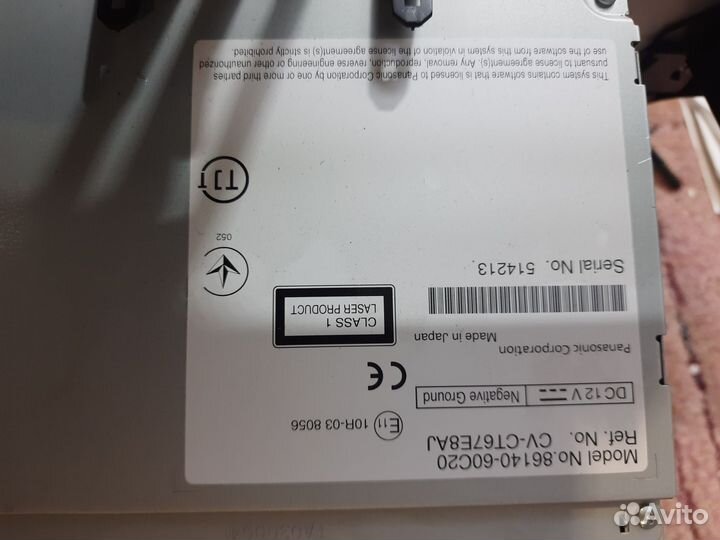 Model No.86140-60C20
Ref. No. CV-CT67E8AJ
E11 10R-03 8056
DC 12 V Negative Ground
CE
Panasonic Corporation
Made in Japan
CLASS 1
LASER PRODUCT
Serial No. 514213
052
This system contains software that is licensed to Panasonic Corporation by one or more third parties
pursuant to license agreement(s). Any removal, reproduction, reverse engineering or other unauthorized
use of the software from this system in violation of the license agreement(s) is strictly prohibited.
Avito